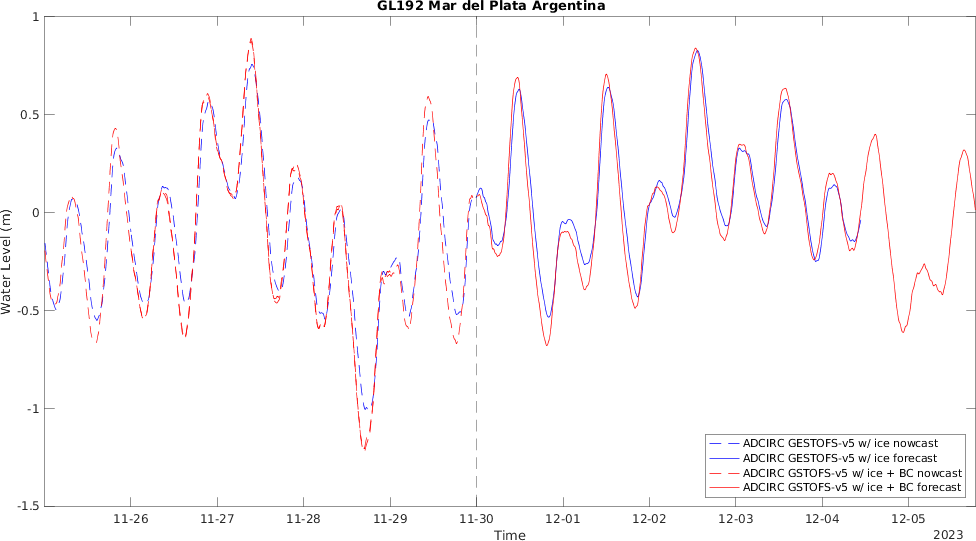 GL192 Mar del Plata Argentina
1
0.5
0
-0.5
-1
-1.5
Water Level (m)
ADCIRC GESTOFS-v5 w/ ice nowcast
ADCIRC GESTOFS-v5 w/ ice forecast
ADCIRC GSTOFS-v5 w/ ice + BC nowcast
ADCIRC GSTOFS-v5 w/ ice + BC forecast
11-26 11-27 11-28 11-29 11-30 12-01 12-02 12-03 12-04 12-05
Time
2023